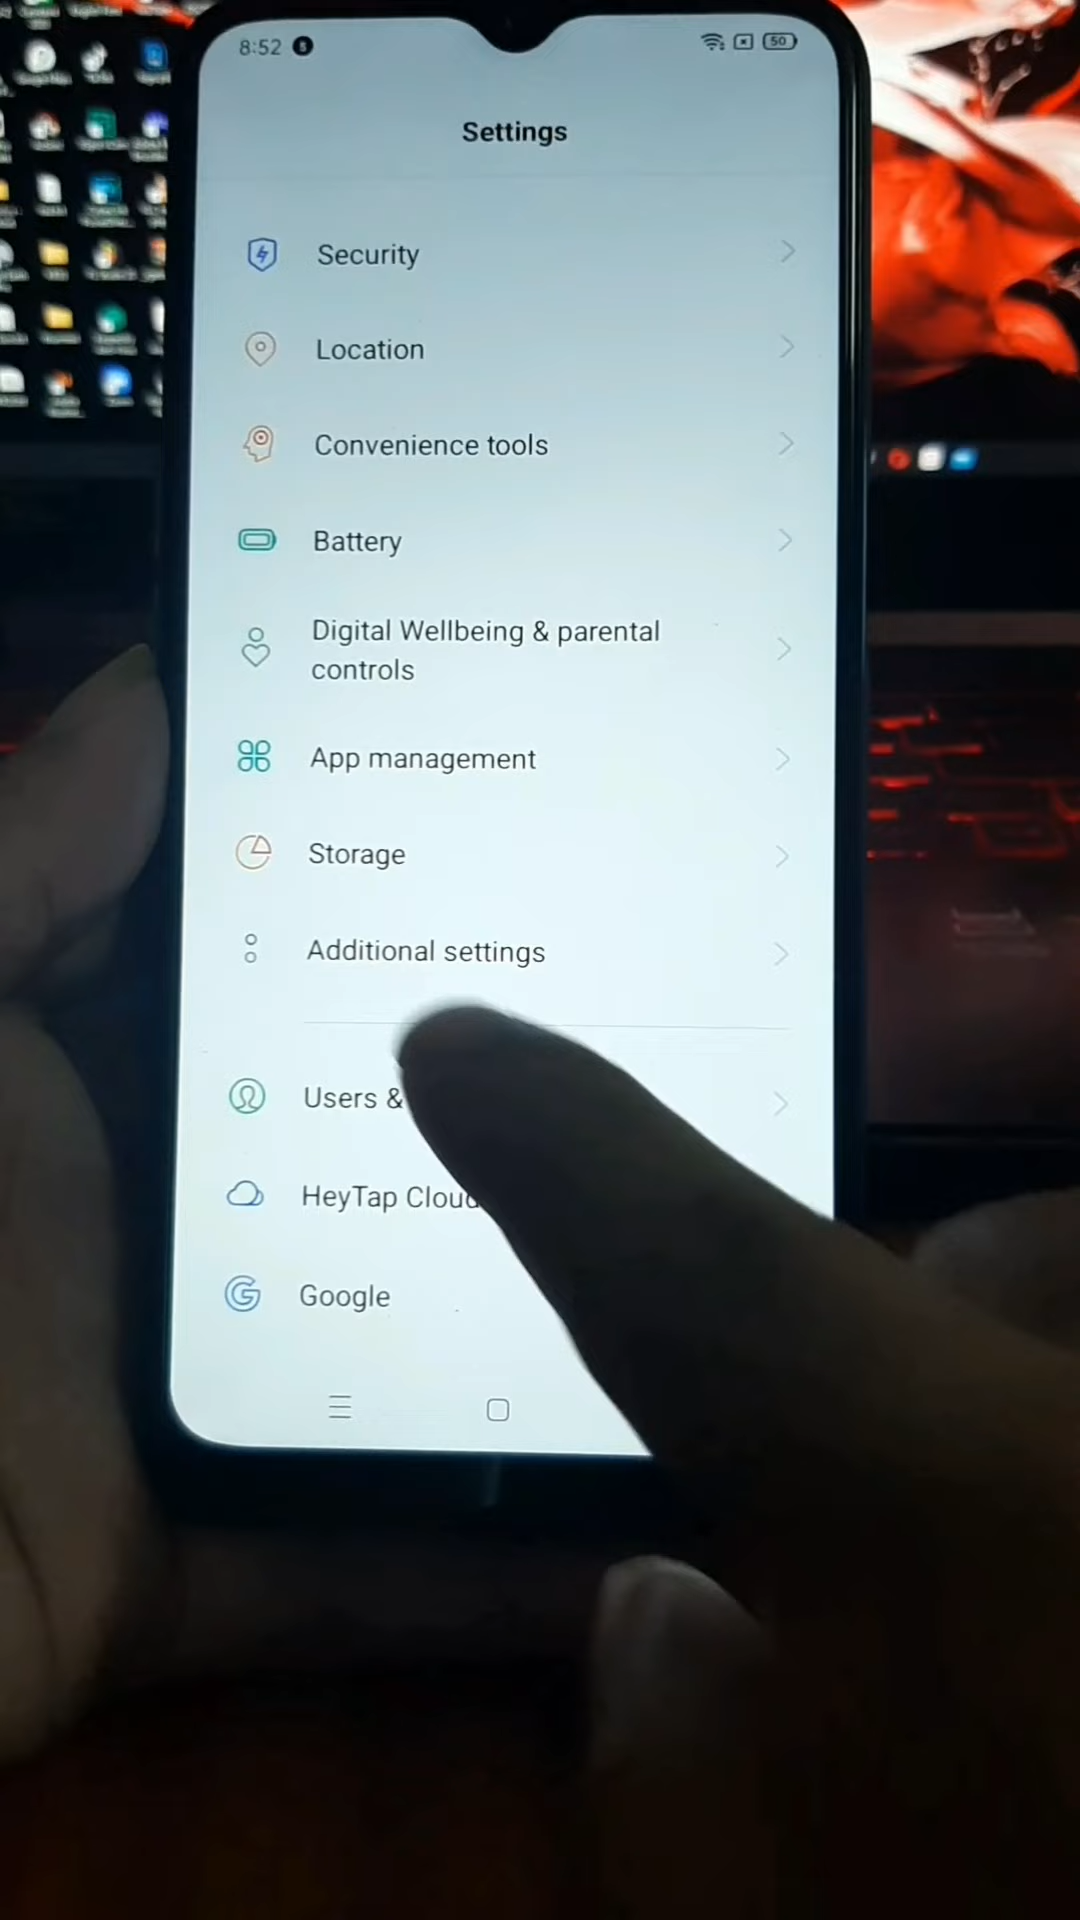 8:52
50
Settings
Security
Location
Convenience tools
Battery
Digital Wellbeing & parental
controls
App management
Storage
Additional settings
Users &
HeyTap Cloud
Google